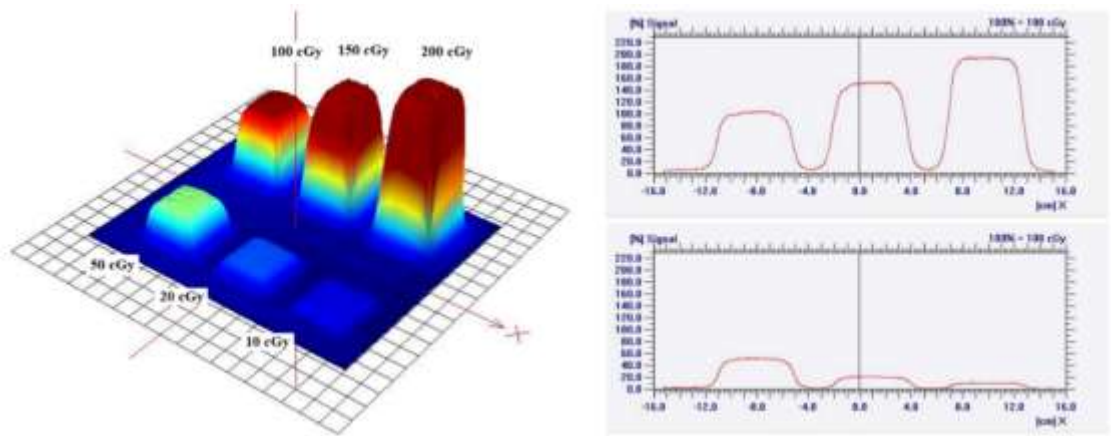 100 cGy
150 cGy
200 cGy
50 cGy
20 cGy
10 cGy
X
[%] Signal
100% = 100 cGy
220.0
200.0
180.0
160.0
140.0
120.0
100.0
80.0
60.0
40.0
20.0
0.0
-16.0 -12.0 -8.0 -4.0 0.0 4.0 8.0 12.0 16.0
[cm] X
[%] Signal
100% = 100 cGy
220.0
200.0
180.0
160.0
140.0
120.0
100.0
80.0
60.0
40.0
20.0
0.0
-16.0 -12.0 -8.0 -4.0 0.0 4.0 8.0 12.0 16.0
[cm] X